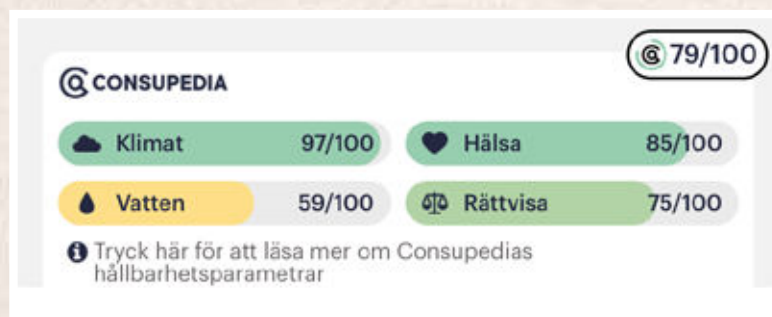 79/100
CONSUPEDIA
Klimat 97/100 Hälsa 85/100
Vatten 59/100 Rättvisa 75/100
Tryck här för att läsa mer om Consupedias
hållbarhetsparametrar